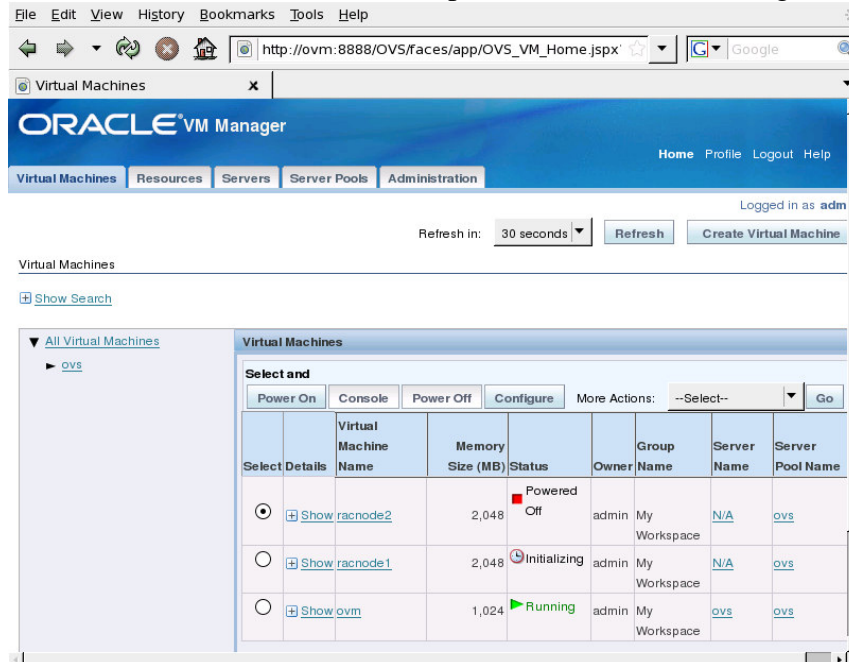 File Edit View History Bookmarks Tools Help
http://ovm:8888/OVS/faces/app/OVS_VM_Home.jspx
G Google
Virtual Machines x
ORACLE VM Manager
Home Profile Logout Help
Virtual Machines Resources Servers Server Pools Administration
Logged in as adm
Refresh in: 30 seconds Refresh Create Virtual Machine
Virtual Machines
Show Search
All Virtual Machines
ovs
Virtual Machines
Select and
Power On Console Power Off Configure More Actions: --Select-- Go
Select Details Virtual Machine Name Memory Size (MB) Status Owner Group Name Server Name Server Pool Name
Show racnode2 2,048 Powered Off admin My Workspace N/A ovs
Show racnode1 2,048 Initializing admin My Workspace N/A ovs
Show ovm 1,024 Running admin My Workspace ovs ovs